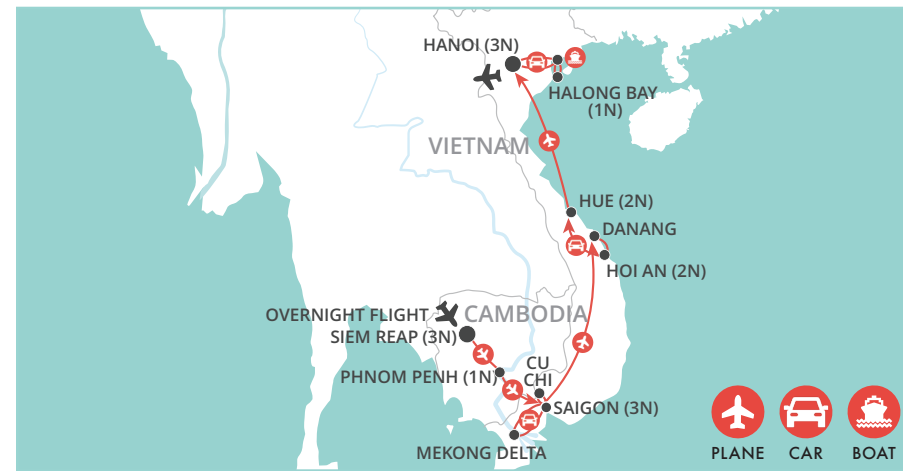 HANOI (3N)
HALONG BAY
(1N)
VIETNAM
HUE (2N)
DANANG
HOI AN (2N)
OVERNIGHT FLIGHT
CAMBODIA
SIEM REAP (3N)
PHNOM PENH (1N)
CU
CHI
SAIGON (3N)
MEKONG DELTA
PLANE
CAR
BOAT